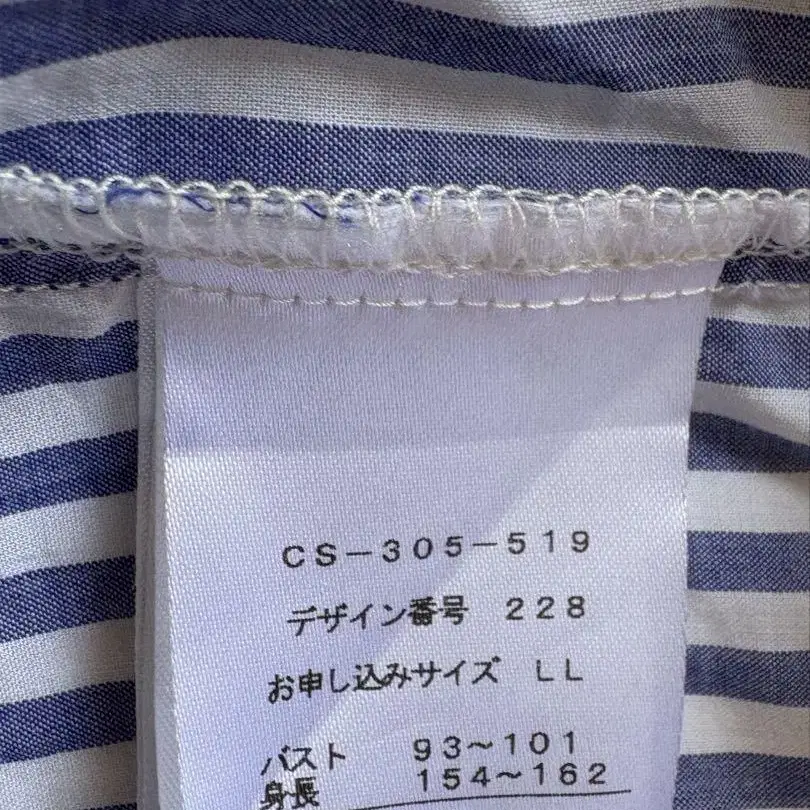 CS−305−519
デザイン番号　228
お申し込みサイズ　LL
バスト　93〜101
身長　154〜162